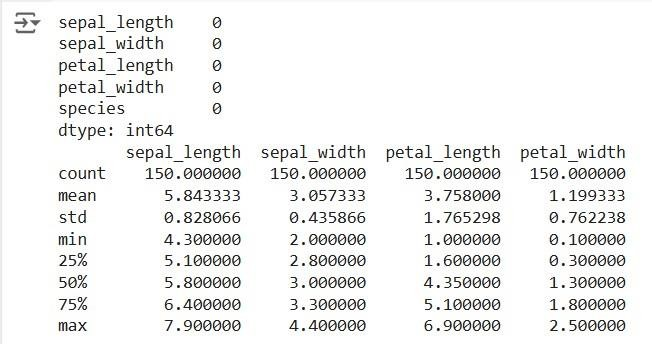 sepal_length    0
sepal_width     0
petal_length    0
petal_width     0
species         0
dtype: int64
       sepal_length  sepal_width  petal_length  petal_width
count    150.000000   150.000000    150.000000   150.000000
mean       5.843333     3.057333      3.758000     1.199333
std        0.828066     0.435866      1.765298     0.762238
min        4.300000     2.000000      1.000000     0.100000
25%        5.100000     2.800000      1.600000     0.300000
50%        5.800000     3.000000      4.350000     1.300000
75%        6.400000     3.300000      5.100000     1.800000
max        7.900000     4.400000      6.900000     2.500000